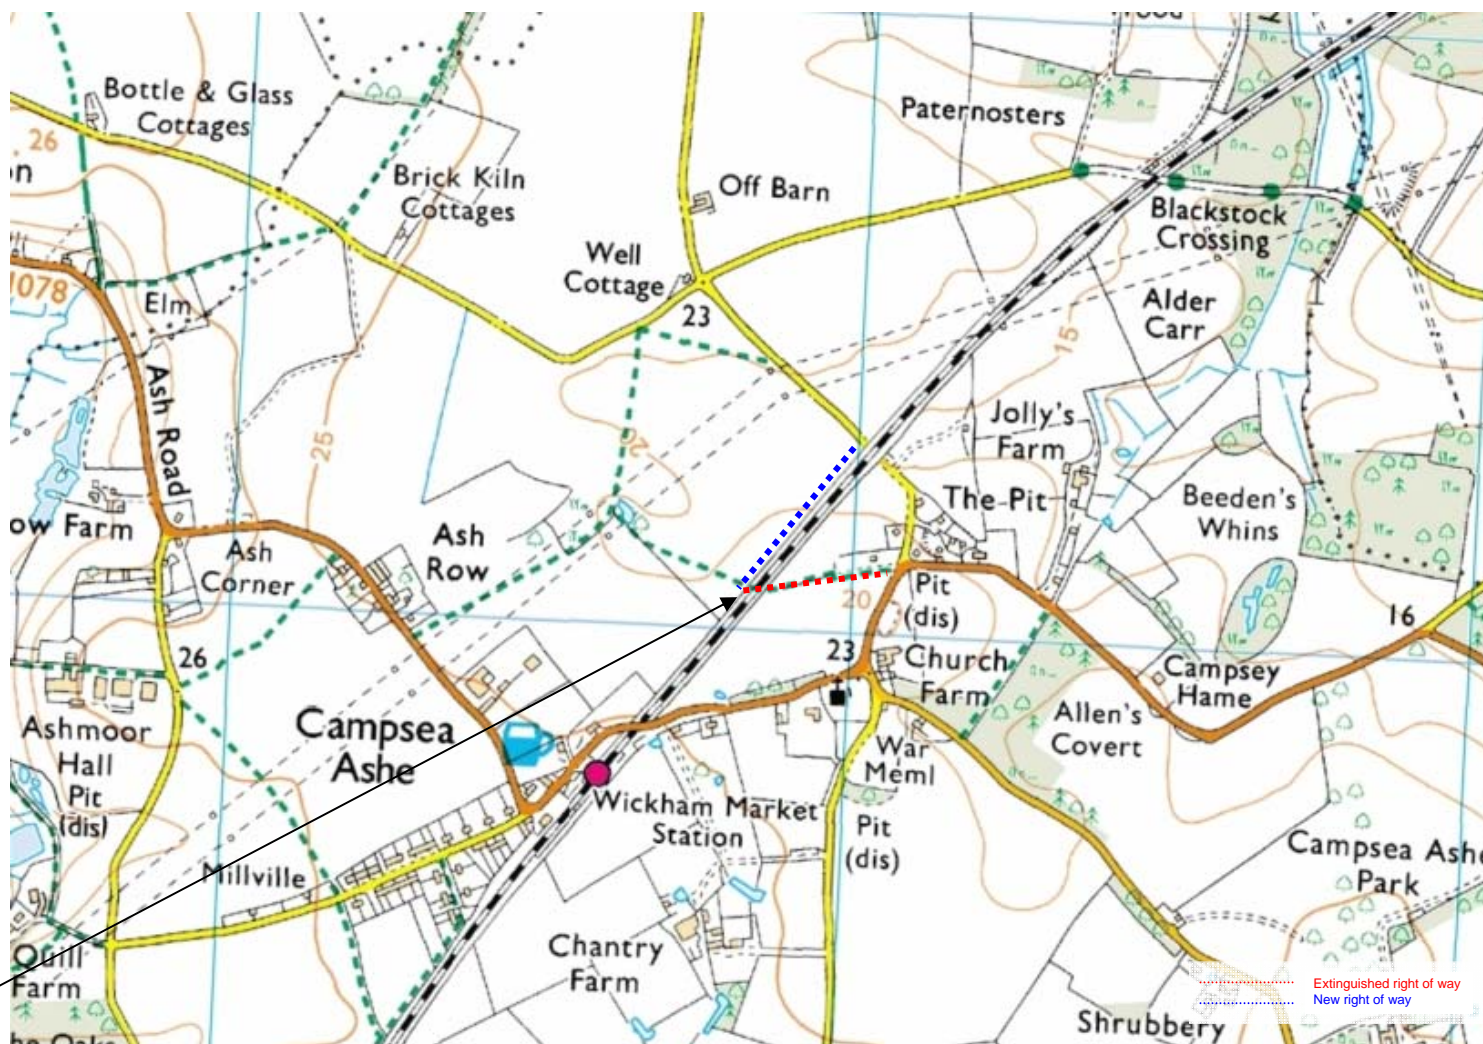 Bottle & Glass
Cottages
26
Paternosters
Brick Kiln
Cottages
Off Barn
Blackstock
Crossing
Well
Cottage
1078
Elm
23
Alder
Carr
15
Ash Road
25
20
Jolly's
Farm
The Pit
Beeden's
Whins
ow Farm
Ash
Corner
Ash
Row
Pit
(dis)
20
16
26
23
Church
Farm
Campsey
Hame
Ashmoor
Hall
Pit
(dis)
Campsea
Ashe
Allen's
Covert
War
Meml
Wickham Market
Station
Pit
(dis)
Millville
Campsea Ashe
Park
Quill
Farm
Chantry
Farm
Extinguished right of way
New right of way
Shrubbery
he Oaks